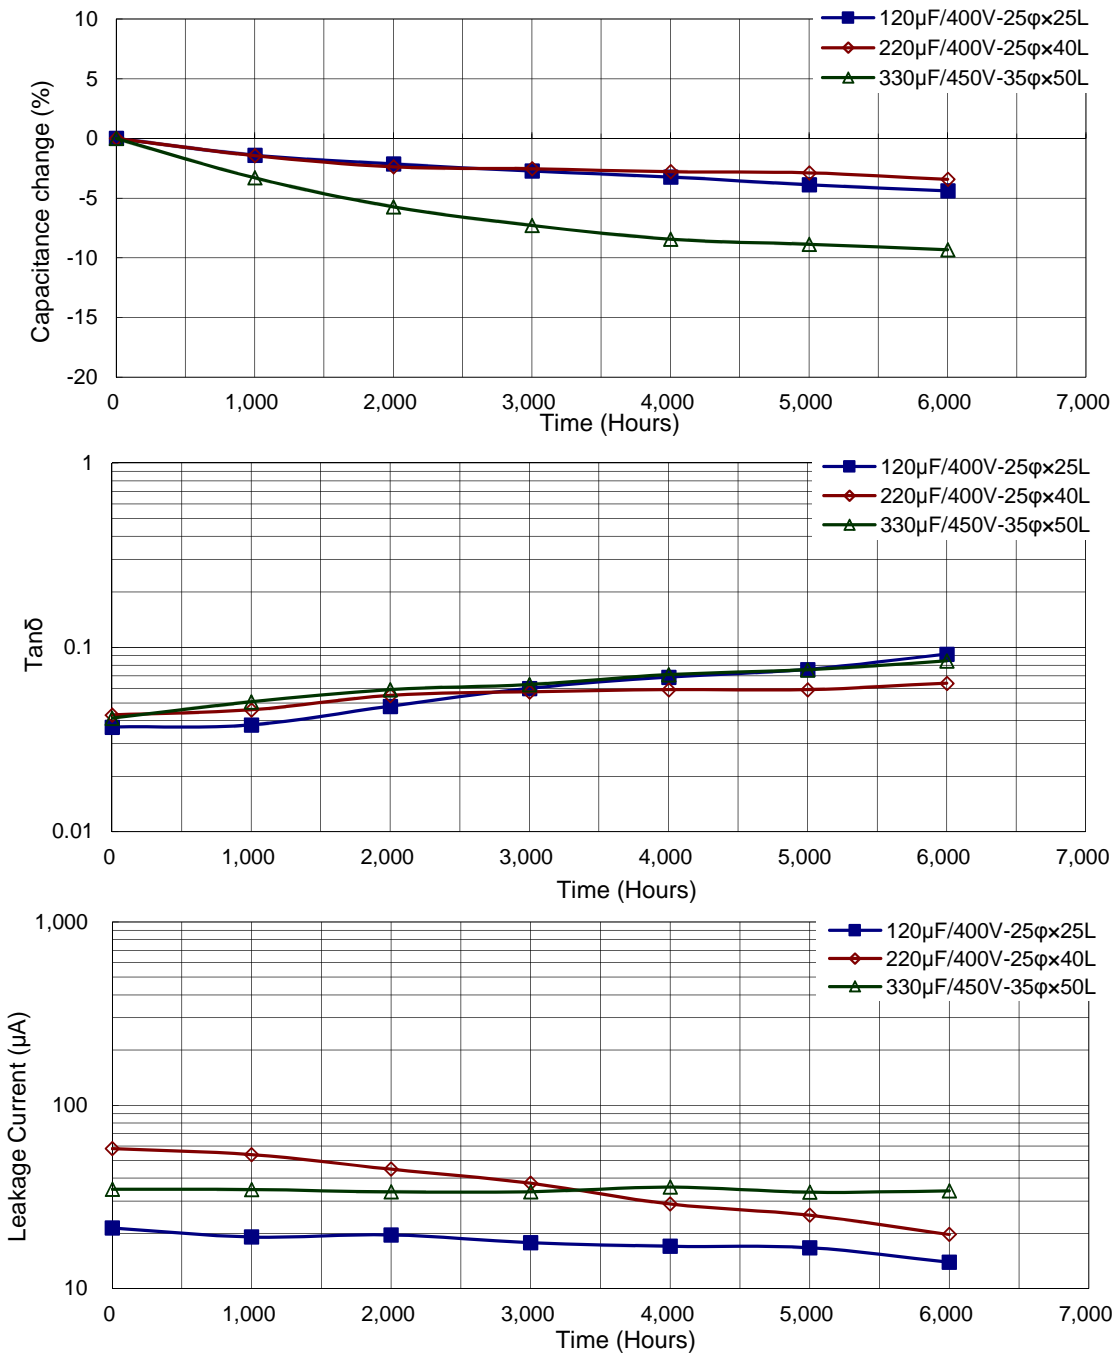 10
5
0
-5
-10
-15
-20
Capacitance change (%)
120μF/400V-25φ×25L
220μF/400V-25φ×40L
330μF/450V-35φ×50L
0 1,000 2,000 3,000 4,000 5,000 6,000 7,000
Time (Hours)
1
0.1
0.01
Tanδ
120μF/400V-25φ×25L
220μF/400V-25φ×40L
330μF/450V-35φ×50L
0 1,000 2,000 3,000 4,000 5,000 6,000 7,000
Time (Hours)
1,000
100
10
Leakage Current (μA)
120μF/400V-25φ×25L
220μF/400V-25φ×40L
330μF/450V-35φ×50L
0 1,000 2,000 3,000 4,000 5,000 6,000 7,000
Time (Hours)